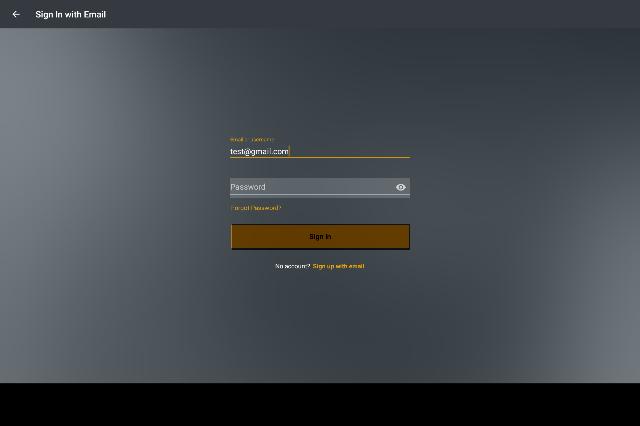 Sign In with Email
Email or username
test@gmail.com
Password
Forgot Password?
Sign In
No account? Sign up with email